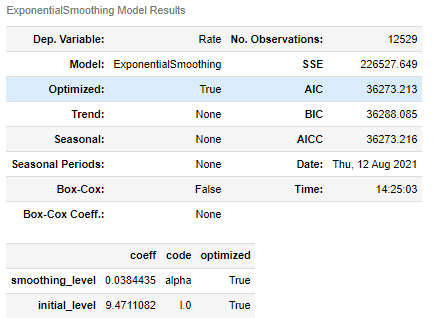 ExponentialSmoothing Model Results
Dep. Variable: Rate No. Observations: 12529
Model: ExponentialSmoothing SSE 226527.649
Optimized: True AIC 36273.213
Trend: None BIC 36288.085
Seasonal: None AICC 36273.216
Seasonal Periods: None Date: Thu, 12 Aug 2021
Box-Cox: False Time: 14:25:03
Box-Cox Coeff.: None
coeff code optimized
smoothing_level 0.0384435 alpha True
initial_level 9.4711082 l.0 True